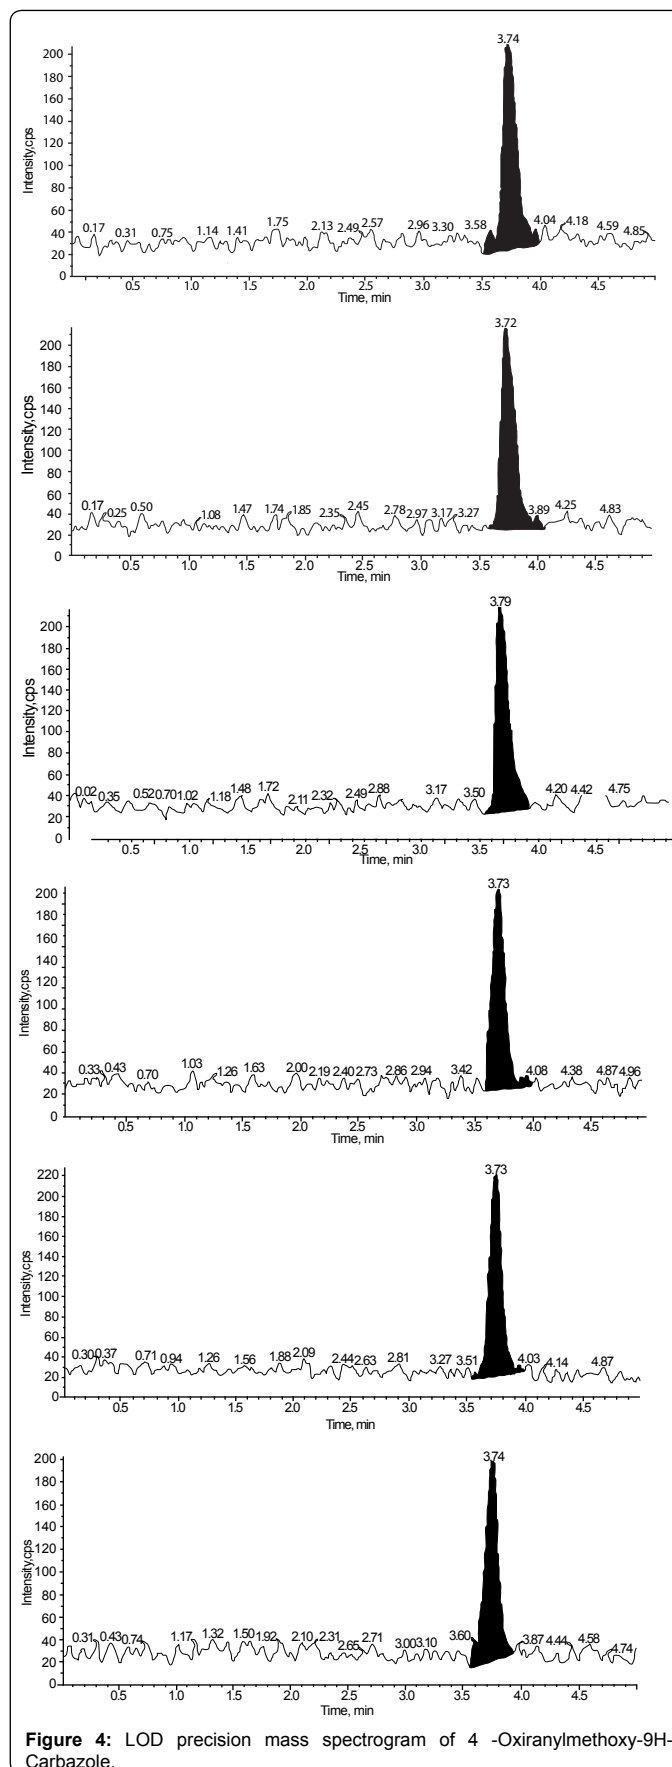 3.74
200
180
160
140
120
100
80
60
40
20
0
Intensity,cps
0.17 0.31 0.75 1.14 1.41 1.75 2.13 2.49 2.57 2.96 3.30 3.58 4.04 4.18 4.59 4.85
0.5 1.0 1.5 2.0 2.5 3.0 3.5 4.0 4.5
Time, min
3.72
200
180
160
140
120
100
80
60
40
20
0
Intensity,cps
0.17 0.25 0.50 1.08 1.47 1.74 1.85 2.35 2.45 2.78 2.97 3.17 3.27 3.89 4.25 4.83
0.5 1.0 1.5 2.0 2.5 3.0 3.5 4.0 4.5
Time, min
3.79
200
180
160
140
120
100
80
60
40
20
0
Intensity,cps
0.02 0.35 0.52 0.70 1.02 1.18 1.48 1.72 2.11 2.32 2.49 2.88 3.17 3.50 4.20 4.42 4.75
0.5 1.0 1.5 2.0 2.5 3.0 3.5 4.0 4.5
Time, min
3.73
200
180
160
140
120
100
80
60
40
20
0
Intensity,cps
0.33 0.43 0.70 1.03 1.26 1.63 2.00 2.19 2.40 2.73 2.86 2.94 3.42 4.08 4.38 4.87 4.96
0.5 1.0 1.5 2.0 2.5 3.0 3.5 4.0 4.5
Time, min
3.73
220
200
180
160
140
120
100
80
60
40
20
0
Intensity,cps
0.30 0.37 0.71 0.94 1.26 1.56 1.88 2.09 2.44 2.63 2.81 3.27 3.51 4.03 4.14 4.87
0.5 1.0 1.5 2.0 2.5 3.0 3.5 4.0 4.5
Time, min
3.74
200
180
160
140
120
100
80
60
40
20
0
Intensity,cps
0.31 0.43 0.74 1.17 1.32 1.50 1.92 2.10 2.31 2.65 2.71 3.00 3.10 3.60 3.87 4.44 4.58 4.74
0.5 1.0 1.5 2.0 2.5 3.0 3.5 4.0 4.5
Time, min
Figure 4: LOD precision mass spectrogram of 4 -Oxiranylmethoxy-9H-
Carbazole.